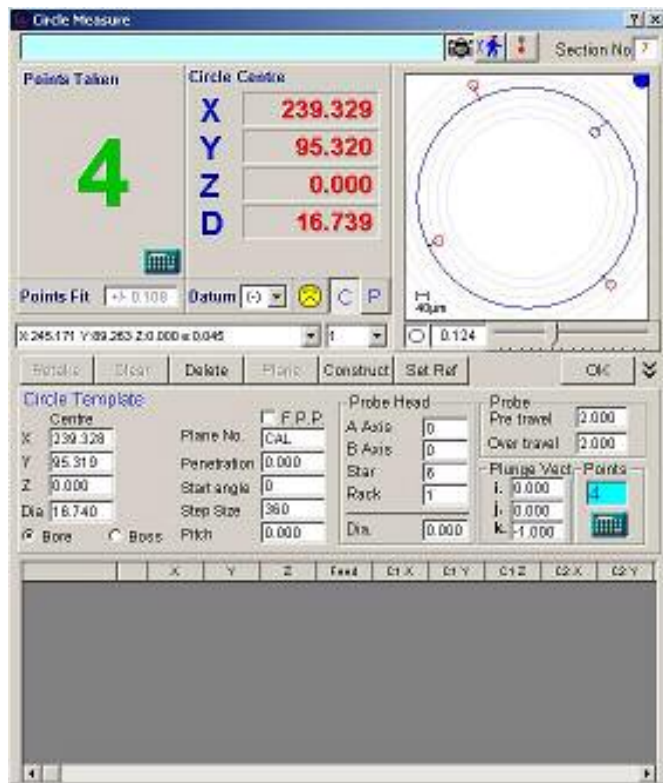 Circle Measure
Section No 7
Points Taken
4
Circle Centre
X 239.329
Y 95.320
Z 0.000
D 16.739
Points Fit +/- 0.108
Datum (-) C P
40µm
X:245.171 Y:89.263 Z:0.000 e:0.045
1
0.124
Retake Clear Delete Plane Construct Set Ref OK
Circle Template
Centre
X 239.328
Y 95.319
Z 0.000
Dia 16.740
Bore Boss
F.P.P.
Plane No. CAL
Penetration 0.000
Start angle 0
Step Size 360
Pitch 0.000
Probe Head
A Axis 0
B Axis 0
Star 6
Rack 1
Dia. 0.000
Probe
Pre travel 2.000
Over travel 2.000
Plunge Vect
i. 0.000
j. 0.000
k. -1.000
Points
4
X Y Z Feed C1 X C1 Y C1 Z C2 X C2 Y